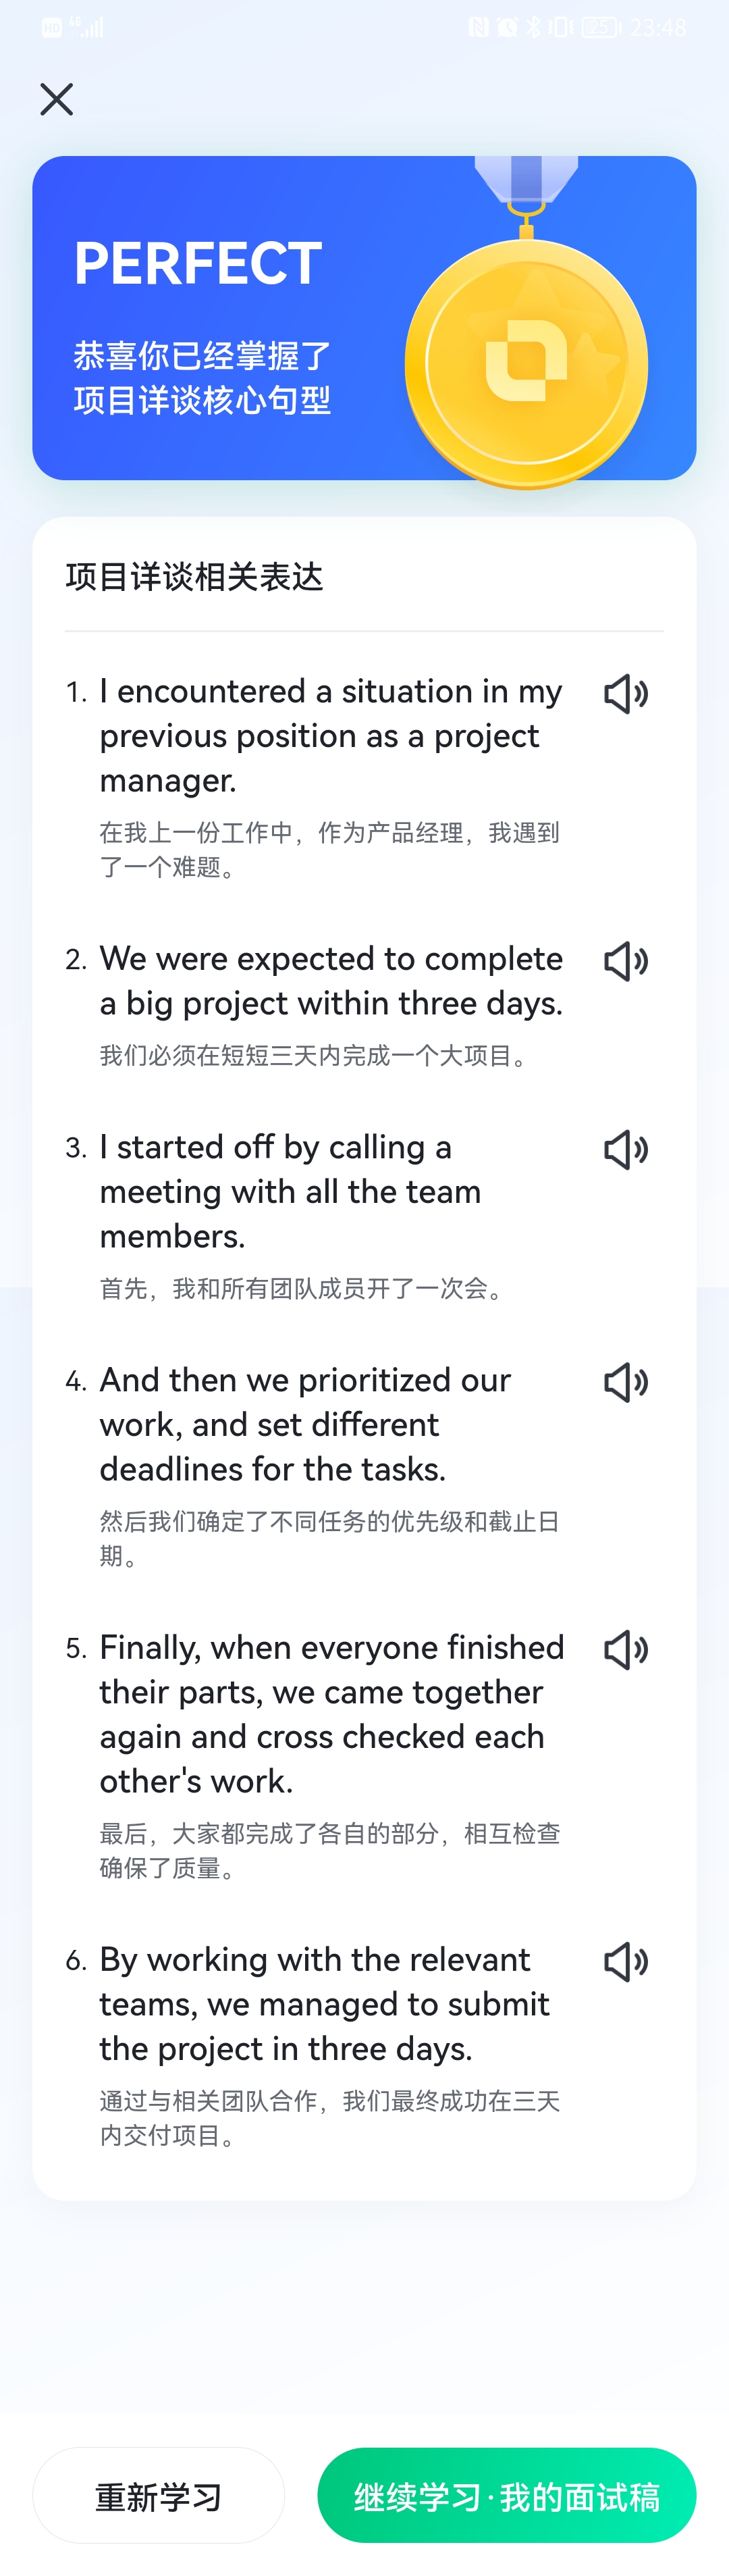 HD 4G 25 23:48
PERFECT
恭喜你已经掌握了
项目详谈核心句型
项目详谈相关表达
1. I encountered a situation in my
previous position as a project
manager.
在我上一份工作中，作为产品经理，我遇到
了一个难题。
2. We were expected to complete
a big project within three days.
我们必须在短短三天内完成一个大项目。
3. I started off by calling a
meeting with all the team
members.
首先，我和所有团队成员开了一次会。
4. And then we prioritized our
work, and set different
deadlines for the tasks.
然后我们确定了不同任务的优先级和截止日
期。
5. Finally, when everyone finished
their parts, we came together
again and cross checked each
other's work.
最后，大家都完成了各自的部分，相互检查
确保了质量。
6. By working with the relevant
teams, we managed to submit
the project in three days.
通过与相关团队合作，我们最终成功在三天
内交付项目。
重新学习
继续学习·我的面试稿